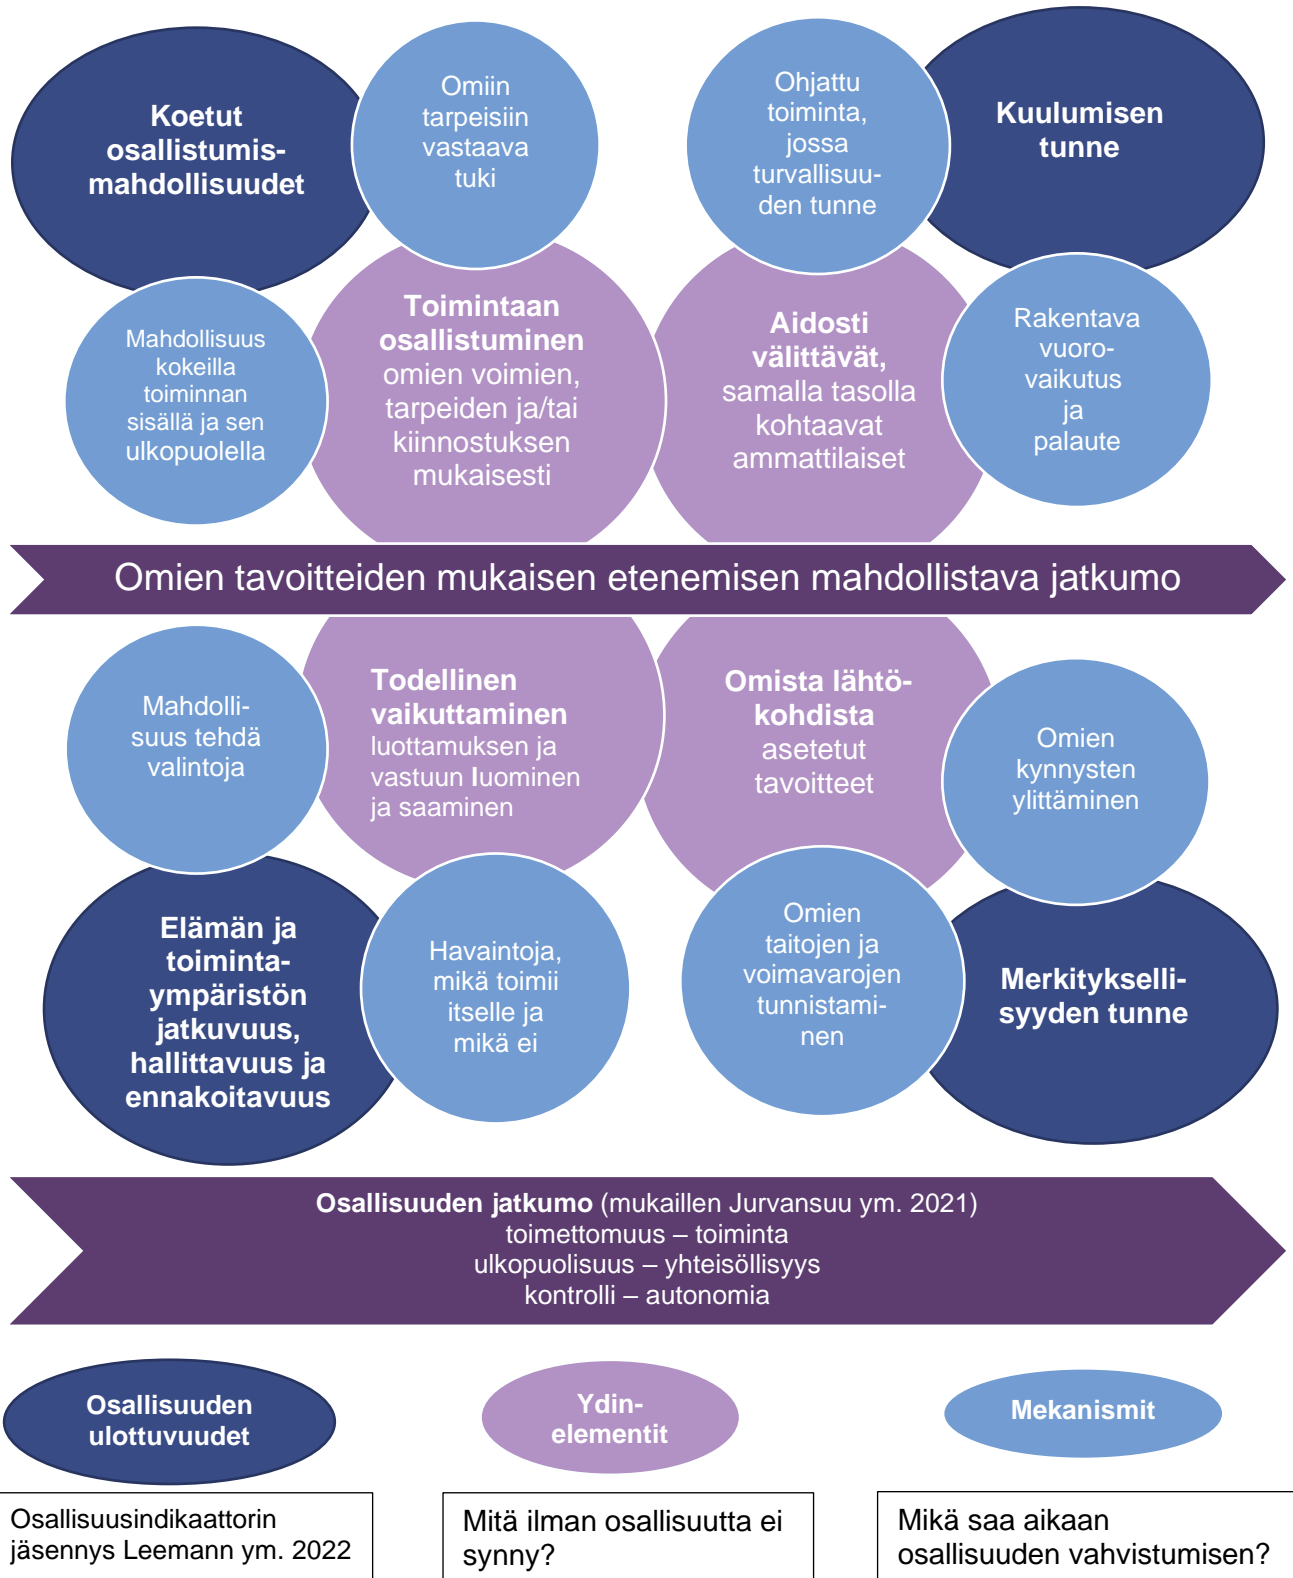 Koetut
osallistumis-
mahdollisuudet
Omiin
tarpeisiin
vastaava
tuki
Ohjattu
toiminta,
jossa
turvallisuu-
den tunne
Kuulumisen
tunne
Mahdollisuus
kokeilla
toiminnan
sisällä ja sen
ulkopuolella
Toimintaan
osallistuminen
omien voimien,
tarpeiden ja/tai
kiinnostuksen
mukaisesti
Aidosti
välittävät,
samalla tasolla
kohtaavat
ammattilaiset
Rakentava
vuoro-
vaikutus
ja
palaute
Omien tavoitteiden mukaisen etenemisen mahdollistava jatkumo
Mahdolli-
suus tehdä
valintoja
Todellinen
vaikuttaminen
luottamuksen ja
vastuun luominen
ja saaminen
Omista lähtö-
kohdista
asetetut
tavoitteet
Omien
kynnysten
ylittäminen
Elämän ja
toiminta-
ympäristön
jatkuvuus,
hallittavuus ja
ennakoitavuus
Havaintoja,
mikä toimii
itselle ja
mikä ei
Omien
taitojen ja
voimavarojen
tunnistami-
nen
Merkityksellі-
syyden tunne
Osallisuuden jatkumo (mukaillen Jurvansuu ym. 2021)
toimettomuus – toiminta
ulkopuolisuus – yhteisöllisyys
kontrolli – autonomia
Osallisuuden
ulottuvuudet
Ydin-
elementit
Mekanismit
Osallisuusindikaattorin
jäsennys Leemann ym. 2022
Mitä ilman osallisuutta ei
synny?
Mikä saa aikaan
osallisuuden vahvistumisen?